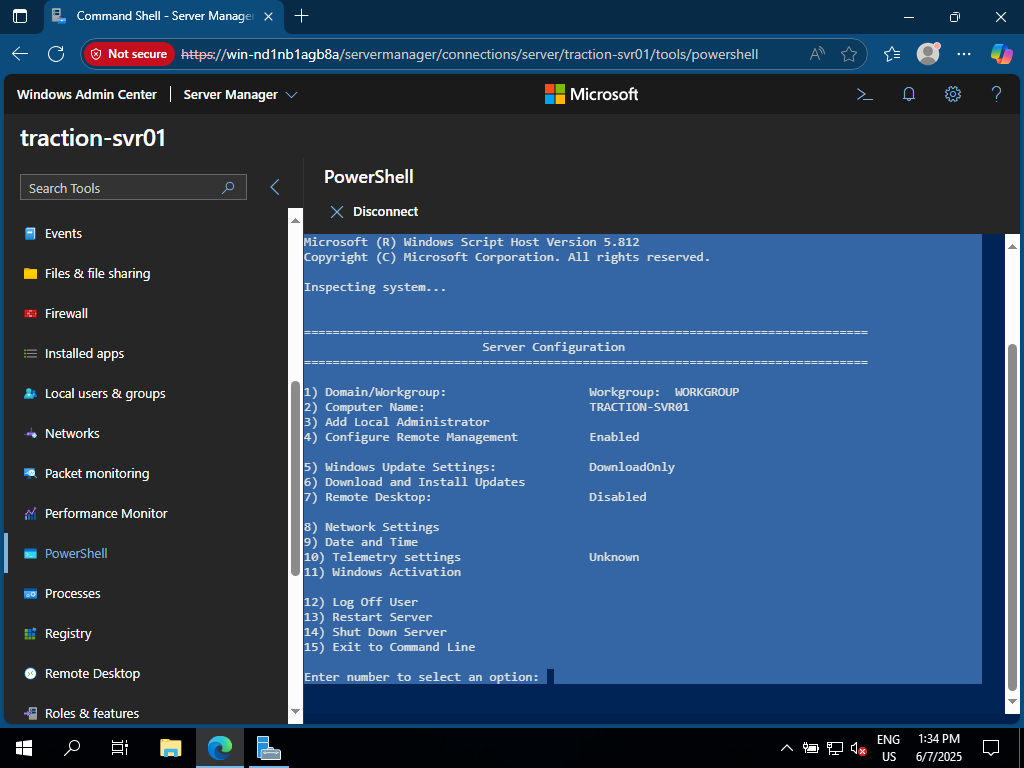 Command Shell - Server Manager
Not secure
https://win-nd1nb1agb8a/servermanager/connections/server/traction-svr01/tools/powershell
Windows Admin Center
Server Manager
Microsoft
traction-svr01
Search Tools
Events
Files & file sharing
Firewall
Installed apps
Local users & groups
Networks
Packet monitoring
Performance Monitor
PowerShell
Processes
Registry
Remote Desktop
Roles & features
PowerShell
Disconnect
Microsoft (R) Windows Script Host Version 5.812
Copyright (C) Microsoft Corporation. All rights reserved.
Inspecting system...
===============================================================================
Server Configuration
===============================================================================
1) Domain/Workgroup: Workgroup: WORKGROUP
2) Computer Name: TRACTION-SVR01
3) Add Local Administrator
4) Configure Remote Management Enabled
5) Windows Update Settings: DownloadOnly
6) Download and Install Updates
7) Remote Desktop: Disabled
8) Network Settings
9) Date and Time
10) Telemetry settings Unknown
11) Windows Activation
12) Log Off User
13) Restart Server
14) Shut Down Server
15) Exit to Command Line
Enter number to select an option:
ENG
US
1:34 PM
6/7/2025